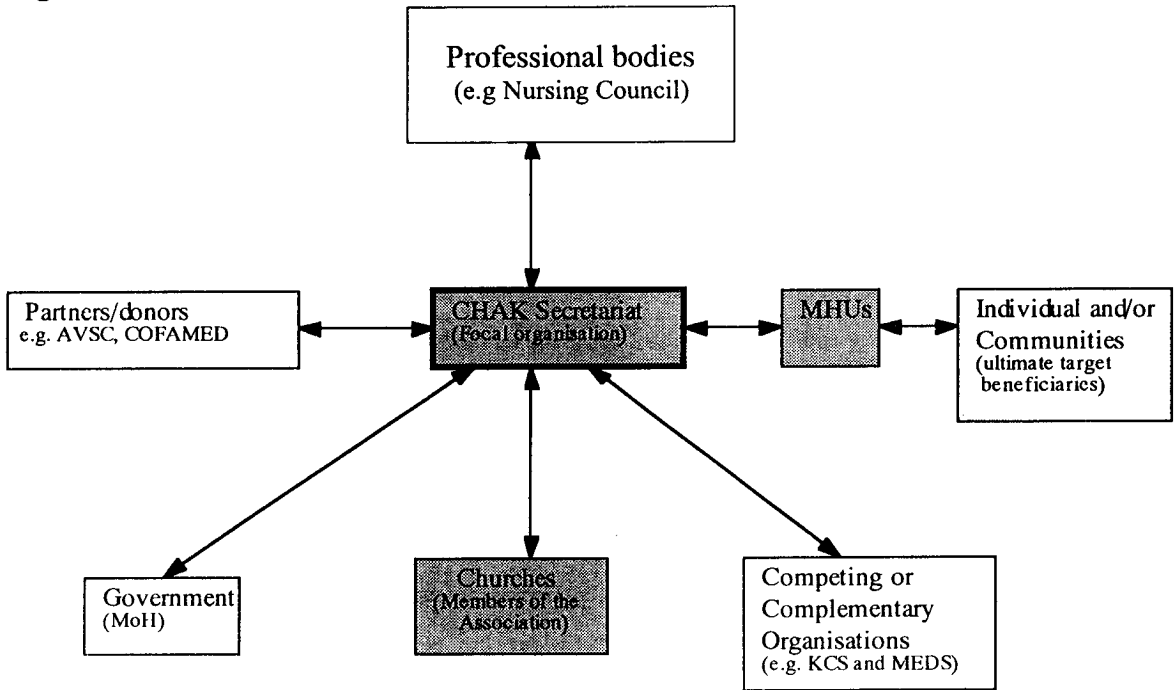 Professional bodies
(e.g Nursing Council)
Partners/donors
e.g. AVSC, COFAMED
CHAK Secretariat
(Focal organisation)
MHUs
Individual and/or
Communities
(ultimate target
beneficiaries)
Government
(MoH)
Churches
(Members of the
Association)
Competing or
Complementary
Organisations
(e.g. KCS and MEDS)